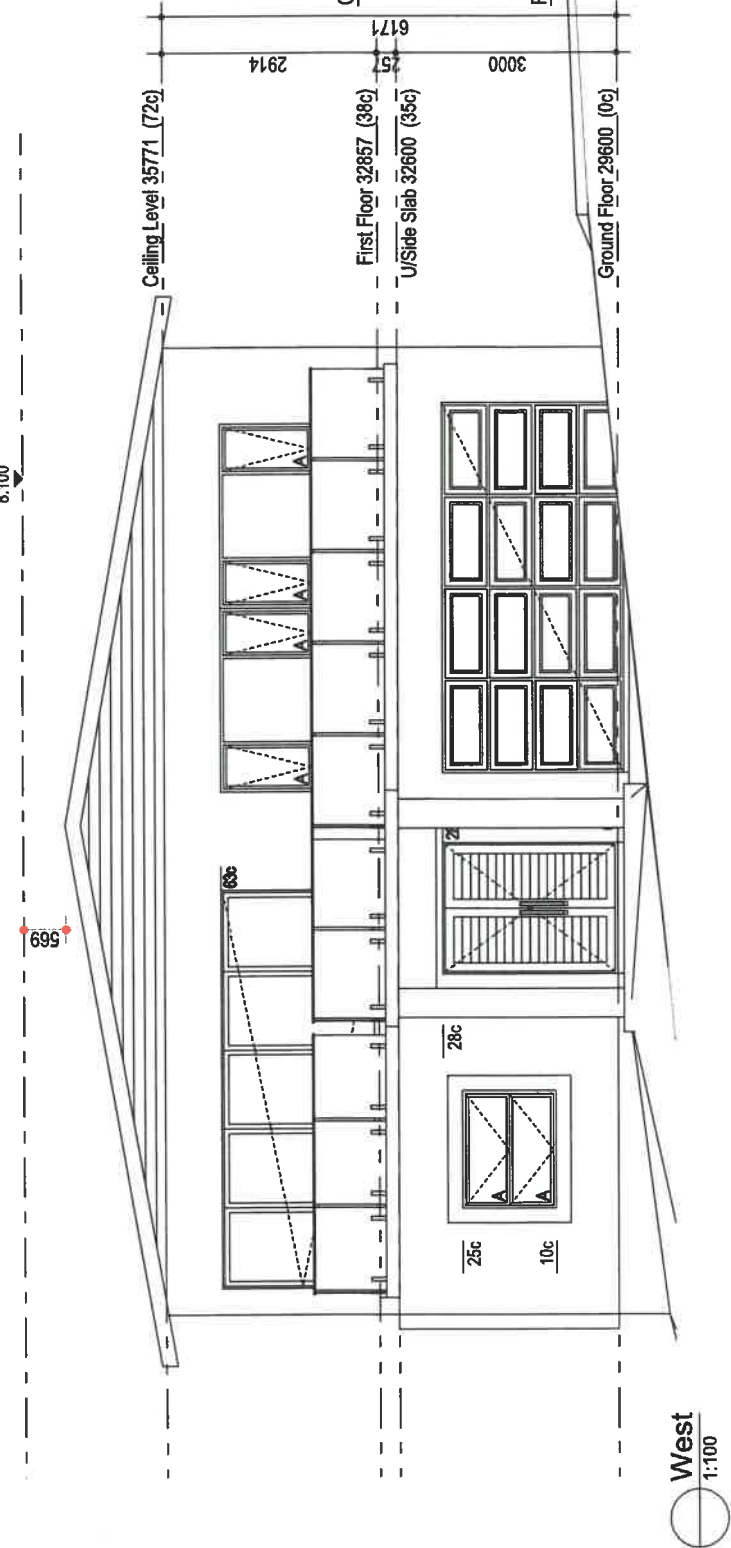 8.100
569
Ceiling Level 35771 (72c)
First Floor 32857 (38c)
U/Side Slab 32600 (35c)
Ground Floor 29600 (0c)
2914
257
3000
6171
63c
A
A
A
A
28c
25c
10c
A
A
West
1:100